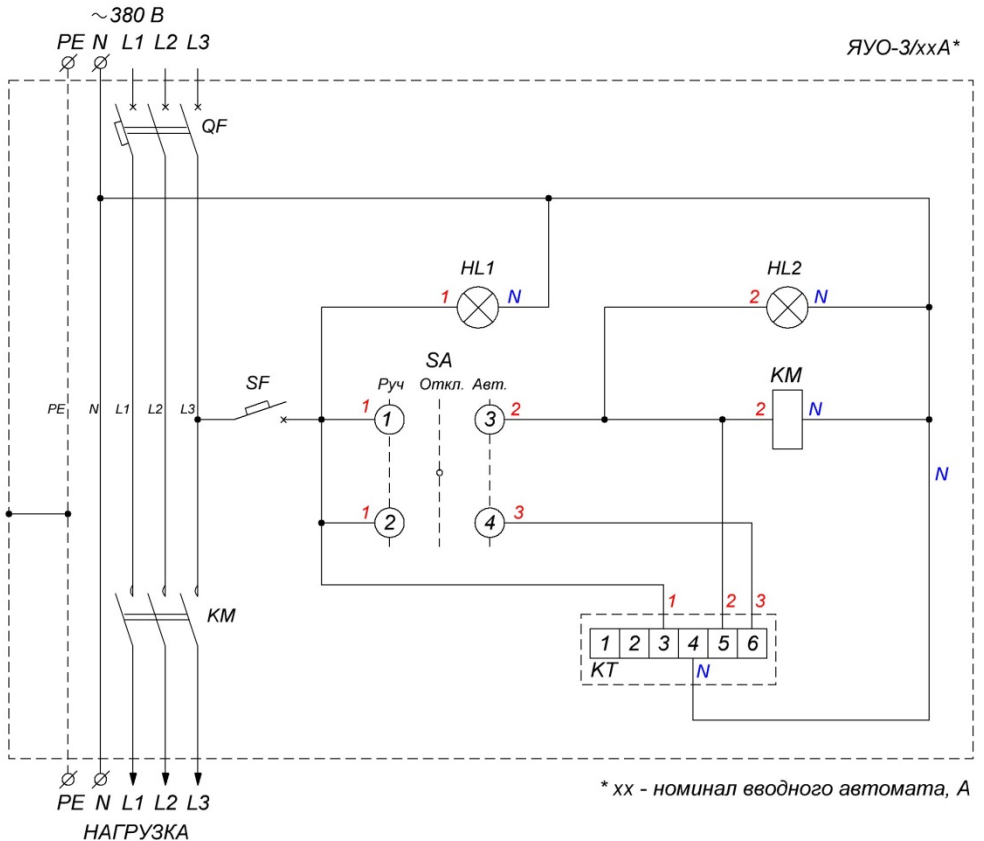 ~380 В
PE N L1 L2 L3
ЯУО-3/ххА*
QF
HL1
HL2
1 N
2 N
SA
SF
Руч Откл. Авт.
KM
PE N L1 L2 L3
1 1 3 2
2 N
N
1 2 4 3
KM
1 2 3
1 2 3 4 5 6
KT
N
PE N L1 L2 L3
НАГРУЗКА
* хх - номинал вводного автомата, А